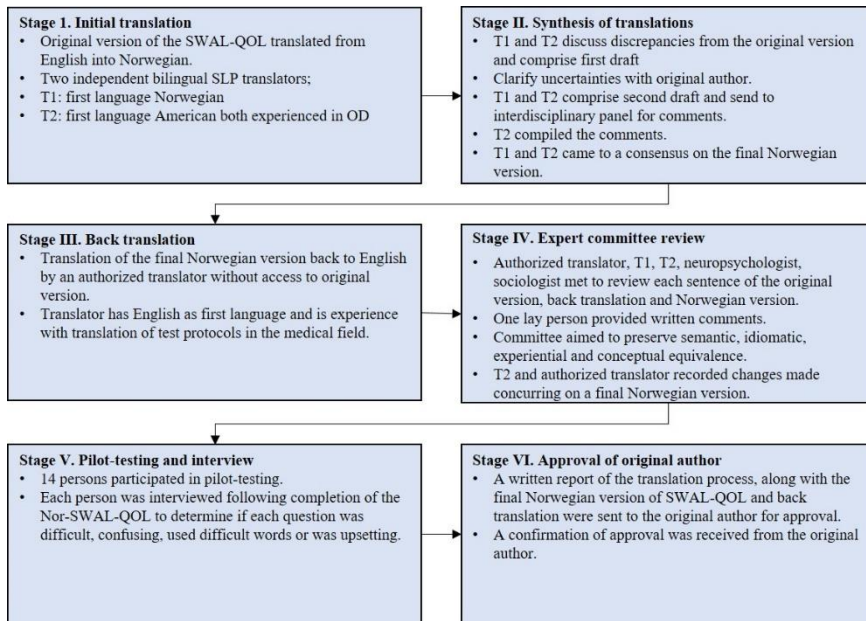 Stage 1. Initial translation
• Original version of the SWAL-QOL translated from
English into Norwegian.
• Two independent bilingual SLP translators;
• T1: first language Norwegian
• T2: first language American both experienced in OD
Stage II. Synthesis of translations
• T1 and T2 discuss discrepancies from the original version
and comprise first draft
• Clarify uncertainties with original author.
• T1 and T2 comprise second draft and send to
interdisciplinary panel for comments.
• T2 compiled the comments.
• T1 and T2 came to a consensus on the final Norwegian
version.
Stage III. Back translation
• Translation of the final Norwegian version back to English
by an authorized translator without access to original
version.
• Translator has English as first language and is experience
with translation of test protocols in the medical field.
Stage IV. Expert committee review
• Authorized translator, T1, T2, neuropsychologist,
sociologist met to review each sentence of the original
version, back translation and Norwegian version.
• One lay person provided written comments.
• Committee aimed to preserve semantic, idiomatic,
experiential and conceptual equivalence.
• T2 and authorized translator recorded changes made
concurring on a final Norwegian version.
Stage V. Pilot-testing and interview
• 14 persons participated in pilot-testing.
• Each person was interviewed following completion of the
Nor-SWAL-QOL to determine if each question was
difficult, confusing, used difficult words or was upsetting.
Stage VI. Approval of original author
• A written report of the translation process, along with the
final Norwegian version of SWAL-QOL and back
translation were sent to the original author for approval.
• A confirmation of approval was received from the original
author.